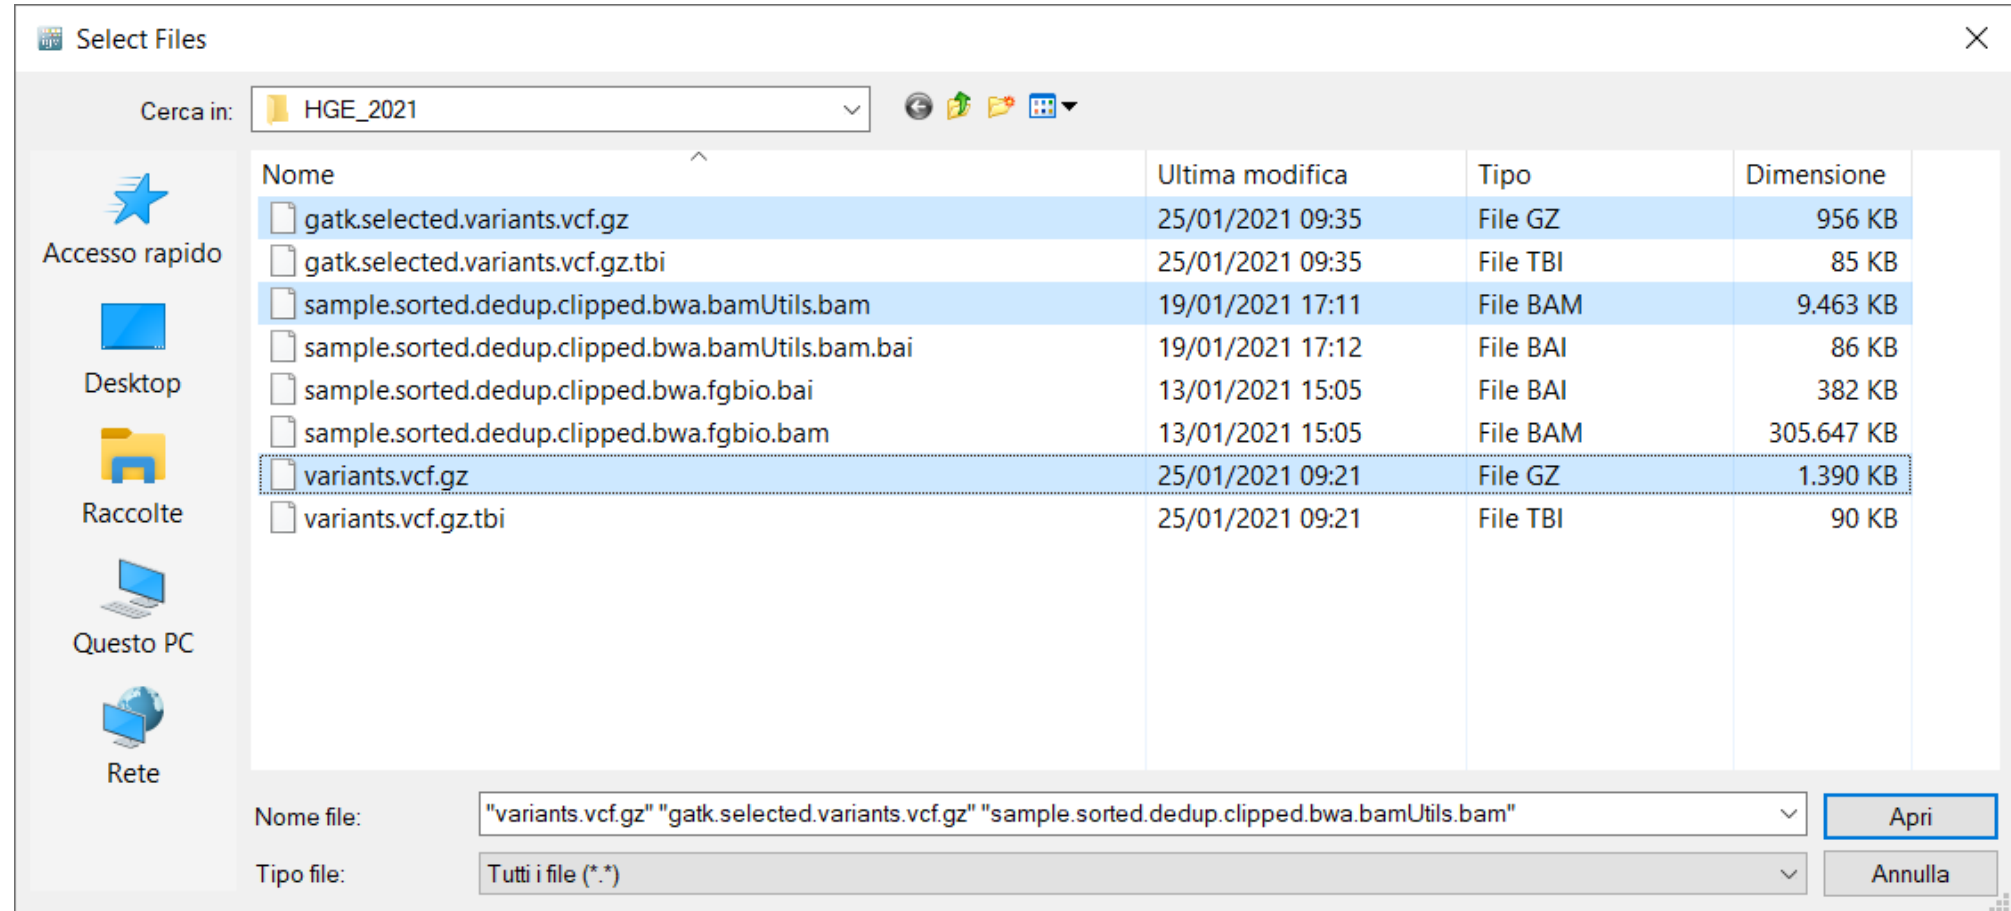 Select Files
Cerca in: HGE_2021
Nome Ultima modifica Tipo Dimensione
gatk.selected.variants.vcf.gz 25/01/2021 09:35 File GZ 956 KB
gatk.selected.variants.vcf.gz.tbi 25/01/2021 09:35 File TBI 85 KB
sample.sorted.dedup.clipped.bwa.bamUtils.bam 19/01/2021 17:11 File BAM 9.463 KB
sample.sorted.dedup.clipped.bwa.bamUtils.bam.bai 19/01/2021 17:12 File BAI 86 KB
sample.sorted.dedup.clipped.bwa.fgbio.bai 13/01/2021 15:05 File BAI 382 KB
sample.sorted.dedup.clipped.bwa.fgbio.bam 13/01/2021 15:05 File BAM 305.647 KB
variants.vcf.gz 25/01/2021 09:21 File GZ 1.390 KB
variants.vcf.gz.tbi 25/01/2021 09:21 File TBI 90 KB
Accesso rapido
Desktop
Raccolte
Questo PC
Rete
Nome file: "variants.vcf.gz" "gatk.selected.variants.vcf.gz" "sample.sorted.dedup.clipped.bwa.bamUtils.bam" Apri
Tipo file: Tutti i file (*.*) Annulla